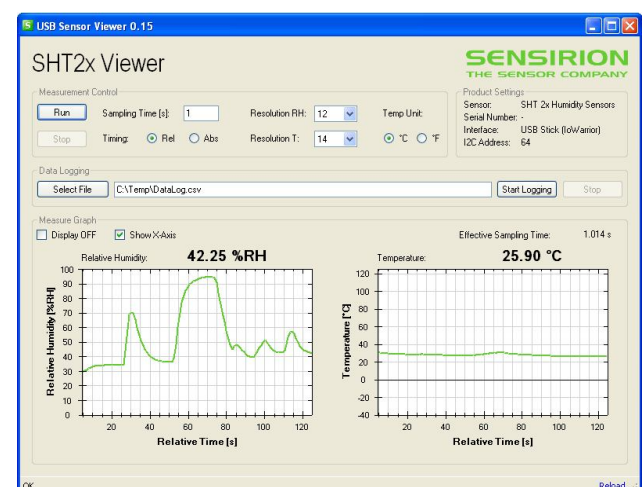 USB Sensor Viewer 0.15
SHT2x Viewer
SENSIRION
THE SENSOR COMPANY
Measurement Control
Run Sampling Time [s]: 1 Resolution RH: 12 Temp Unit:
Stop Timing: Rel Abs Resolution T: 14 °C °F
Product Settings
Sensor: SHT 2x Humidity Sensors
Serial Number: -
Interface: USB Stick (IoWarrior)
I2C Address: 64
Data Logging
Select File C:\Temp\DataLog.csv Start Logging Stop
Measure Graph
Display OFF Show X-Axis Effective Sampling Time: 1.014 s
Relative Humidity: 42.25 %RH
Relative Humidity [%RH]
100
90
80
70
60
50
40
30
20
10
0
20 40 60 80 100 120
Relative Time [s]
Temperature: 25.90 °C
Temperature [°C]
120
100
80
60
40
20
0
-20
-40
20 40 60 80 100 120
Relative Time [s]
OK Reload